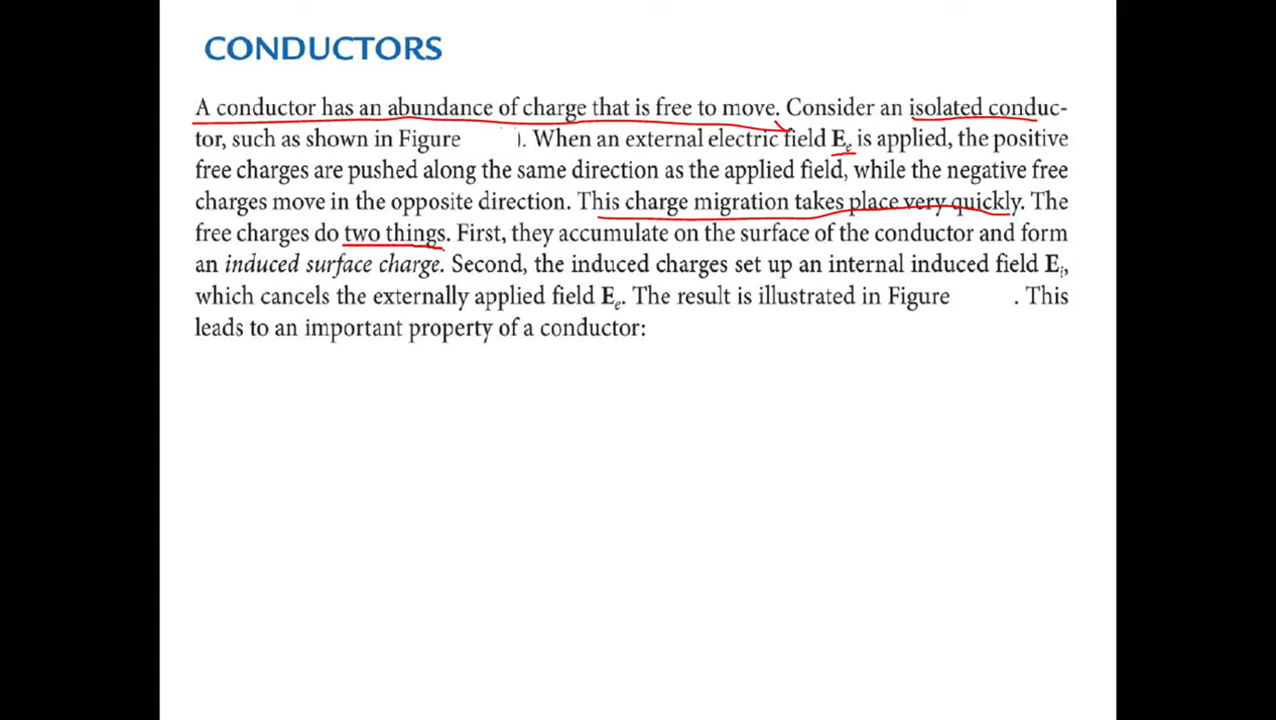 CONDUCTORS
A conductor has an abundance of charge that is free to move. Consider an isolated conduc-
tor, such as shown in Figure ). When an external electric field Eₑ is applied, the positive
free charges are pushed along the same direction as the applied field, while the negative free
charges move in the opposite direction. This charge migration takes place very quickly. The
free charges do two things. First, they accumulate on the surface of the conductor and form
an induced surface charge. Second, the induced charges set up an internal induced field Eᵢ,
which cancels the externally applied field Eₑ. The result is illustrated in Figure . This
leads to an important property of a conductor: